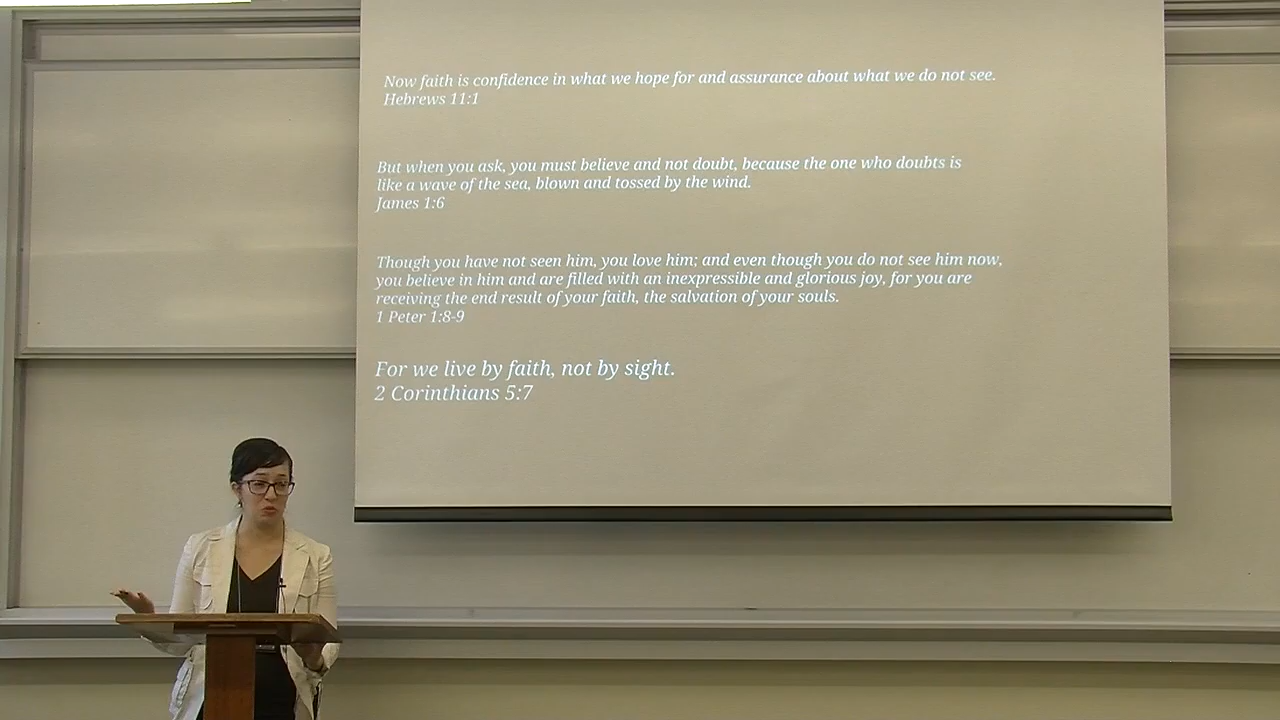 Now faith is confidence in what we hope for and assurance about what we do not see.
Hebrews 11:1
But when you ask, you must believe and not doubt, because the one who doubts is
like a wave of the sea, blown and tossed by the wind.
James 1:6
Though you have not seen him, you love him; and even though you do not see him now,
you believe in him and are filled with an inexpressible and glorious joy, for you are
receiving the end result of your faith, the salvation of your souls.
1 Peter 1:8-9
For we live by faith, not by sight.
2 Corinthians 5:7